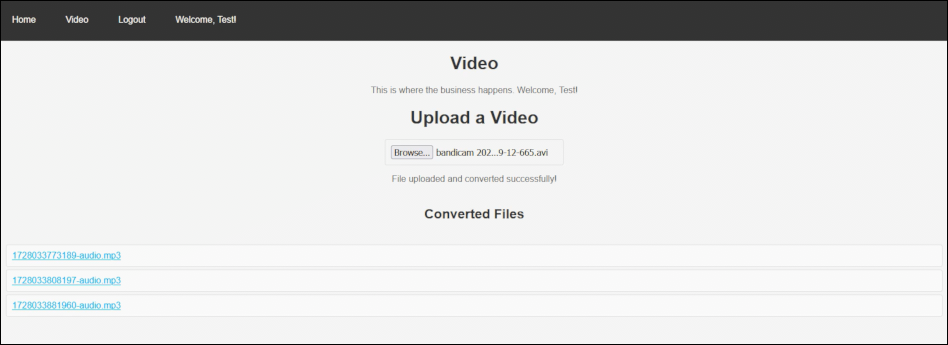 Home Video Logout Welcome, Test!
Video
This is where the business happens. Welcome, Test!
Upload a Video
Browse... bandicam 202...9-12-665.avi
File uploaded and converted successfully!
Converted Files
1728033773189-audio.mp3
1728033808197-audio.mp3
1728033881960-audio.mp3